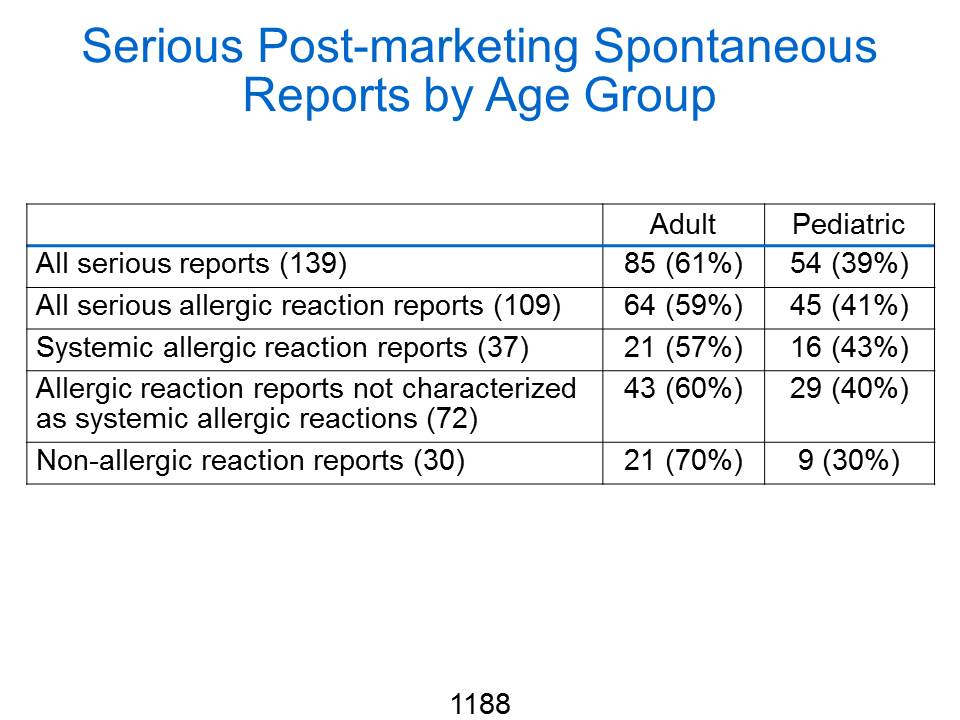 Serious Post-marketing Spontaneous
Reports by Age Group
Adult Pediatric
All serious reports (139) 85 (61%) 54 (39%)
All serious allergic reaction reports (109) 64 (59%) 45 (41%)
Systemic allergic reaction reports (37) 21 (57%) 16 (43%)
Allergic reaction reports not characterized 43 (60%) 29 (40%)
as systemic allergic reactions (72)
Non-allergic reaction reports (30) 21 (70%) 9 (30%)
1188